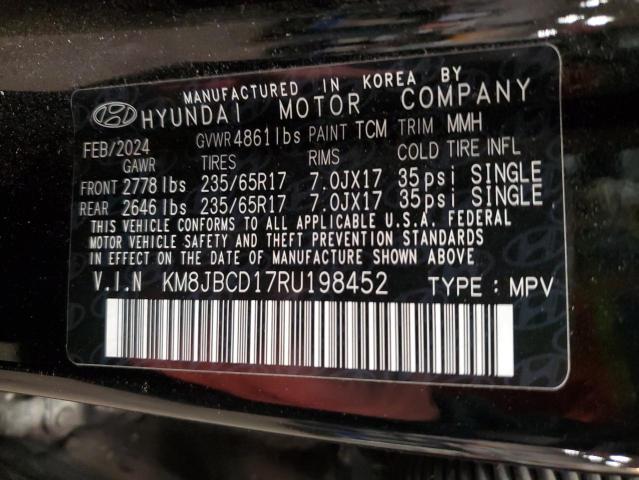 MANUFACTURED IN KOREA BY
HYUNDAI MOTOR COMPANY
FEB/2024 GVWR 4861 lbs PAINT TCM TRIM MMH
GAWR TIRES RIMS COLD TIRE INFL
FRONT 2778 lbs 235/65R17 7.0JX17 35psi SINGLE
REAR 2646 lbs 235/65R17 7.0JX17 35psi SINGLE
THIS VEHICLE CONFORMS TO ALL APPLICABLE U.S.A. FEDERAL
MOTOR VEHICLE SAFETY AND THEFT PREVENTION STANDARDS
IN EFFECT ON THE DATE OF MANUFACTURE SHOWN ABOVE.
V.I.N KM8JBCD17RU198452 TYPE : MPV